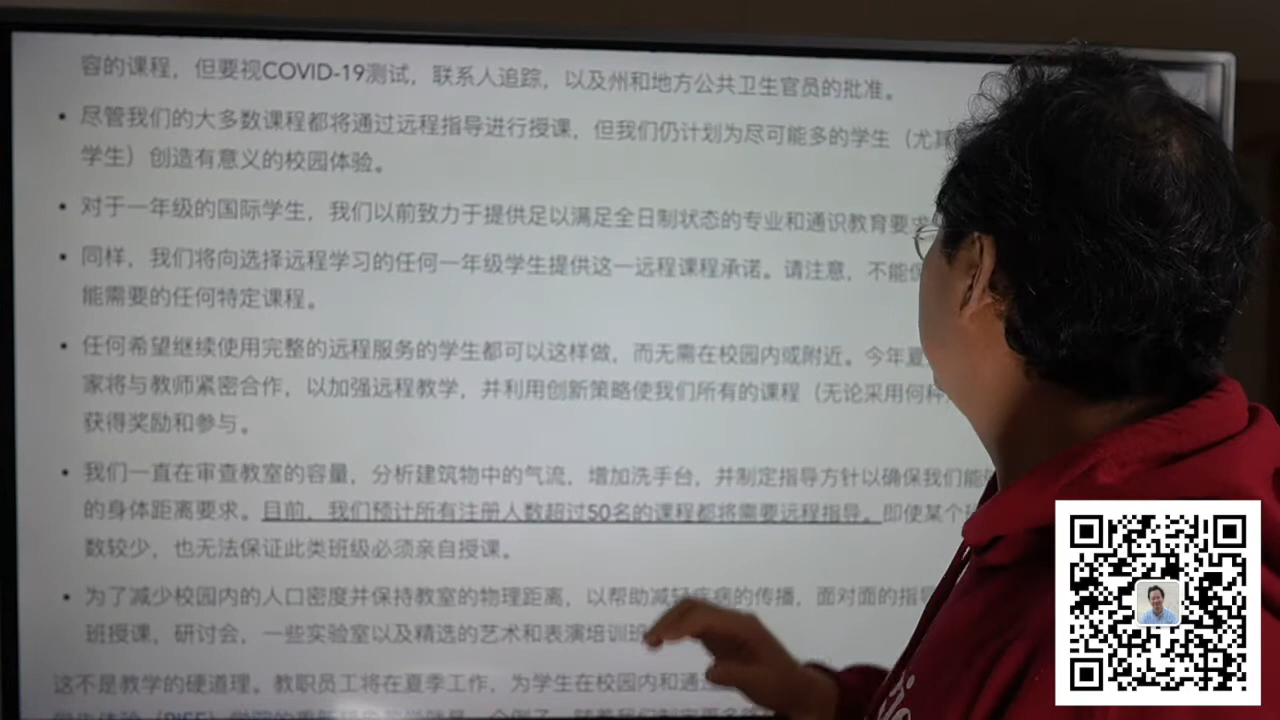 容的课程，但要视COVID-19测试，联系人追踪，以及州和地方公共卫生官员的批准。
• 尽管我们的大多数课程都将通过远程指导进行授课，但我们仍计划为尽可能多的学生（尤其
学生）创造有意义的校园体验。
• 对于一年级的国际学生，我们以前致力于提供足以满足全日制状态的专业和通识教育要求
• 同样，我们将向选择远程学习的任何一年级学生提供这一远程课程承诺。请注意，不能保
能需要的任何特定课程。
• 任何希望继续使用完整的远程服务的学生都可以这样做，而无需在校园内或附近。今年夏
家将与教师紧密合作，以加强远程教学，并利用创新策略使我们所有的课程（无论采用何种
获得奖励和参与。
• 我们一直在审查教室的容量，分析建筑物中的气流，增加洗手台，并制定指导方针以确保我们能
的身体距离要求。目前，我们预计所有注册人数超过50名的课程都将需要远程指导。即使某个
数较少，也无法保证此类班级必须亲自授课。
• 为了减少校园内的人口密度并保持教室的物理距离，以帮助减轻疾病的传播，面对面的指导
班授课，研讨会，一些实验室以及精选的艺术和表演培训班
这不是教学的硬道理。教职员工将在夏季工作，为学生在校园内和通过